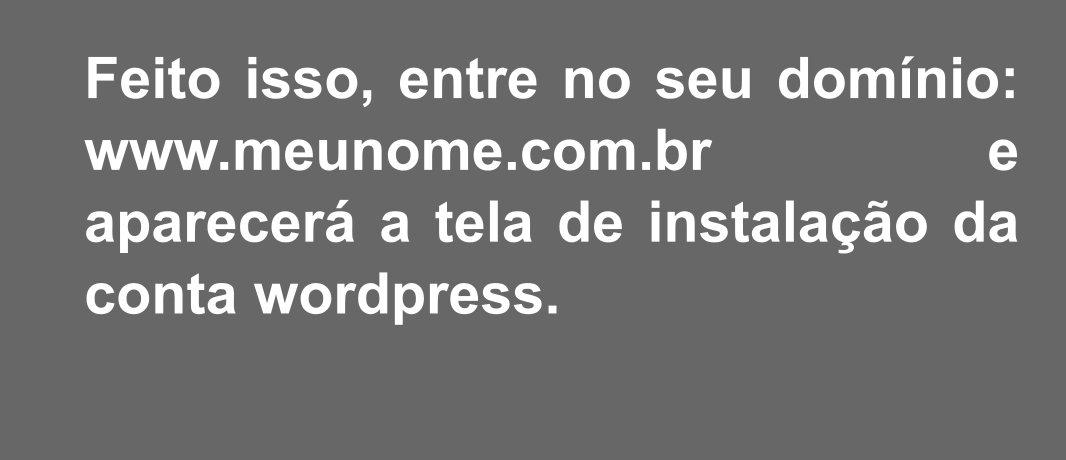 Feito isso, entre no seu domínio:
www.meunome.com.br e
aparecerá a tela de instalação da
conta wordpress.